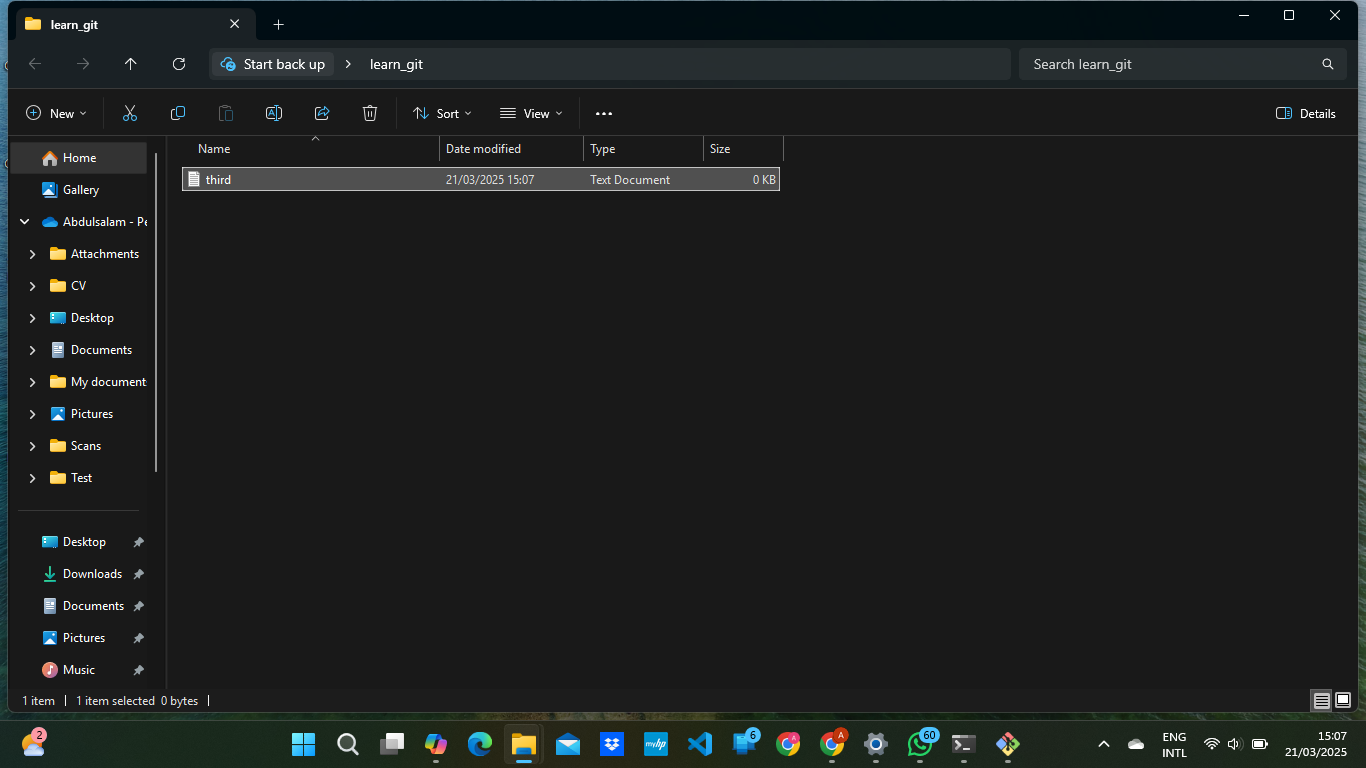 learn_git
Start back up > learn_git
Search learn_git
New
Sort
View
Details
Name Date modified Type Size
third 21/03/2025 15:07 Text Document 0 KB
Home
Gallery
Abdulsalam - Pe
Attachments
CV
Desktop
Documents
My document
Pictures
Scans
Test
Desktop
Downloads
Documents
Pictures
Music
1 item 1 item selected 0 bytes
2
myhp
6
A
A
60
ENG
INTL
15:07
21/03/2025